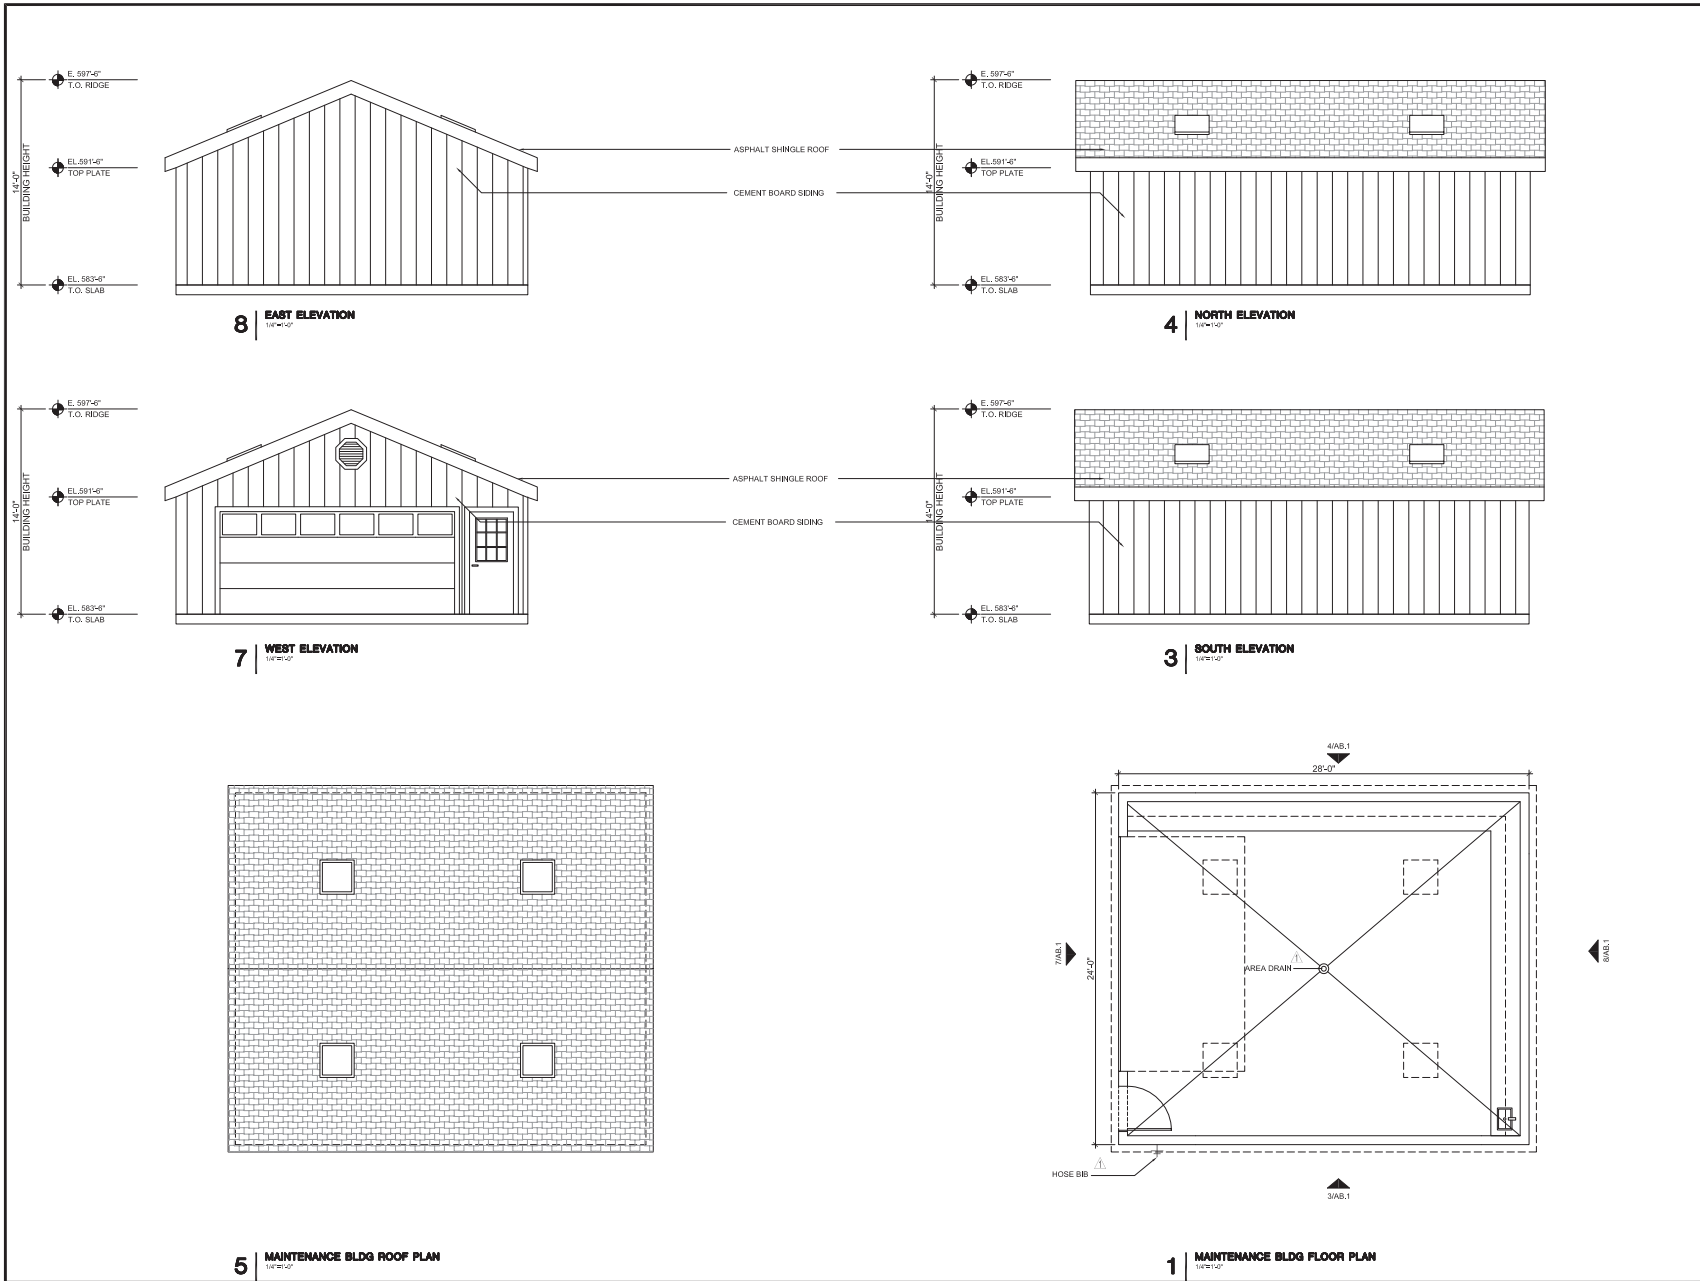 E. 597'-6"
T.O. RIDGE
EL.591'-6"
TOP PLATE
14'-0"
BUILDING HEIGHT
EL. 583'-6"
T.O. SLAB
8
EAST ELEVATION
1/4"=1'-0"
ASPHALT SHINGLE ROOF
CEMENT BOARD SIDING
E. 597'-6"
T.O. RIDGE
EL.591'-6"
TOP PLATE
14'-0"
BUILDING HEIGHT
EL. 583'-6"
T.O. SLAB
4
NORTH ELEVATION
1/4"=1'-0"
E. 597'-6"
T.O. RIDGE
EL.591'-6"
TOP PLATE
14'-0"
BUILDING HEIGHT
EL. 583'-6"
T.O. SLAB
7
WEST ELEVATION
1/4"=1'-0"
ASPHALT SHINGLE ROOF
CEMENT BOARD SIDING
E. 597'-6"
T.O. RIDGE
EL.591'-6"
TOP PLATE
14'-0"
BUILDING HEIGHT
EL. 583'-6"
T.O. SLAB
3
SOUTH ELEVATION
1/4"=1'-0"
5
MAINTENANCE BLDG ROOF PLAN
1/4"=1'-0"
4/AB.1
28'-0"
7/AB.1
24'-0"
AREA DRAIN
1
8/AB.1
HOSE BIB
1
3/AB.1
1
MAINTENANCE BLDG FLOOR PLAN
1/4"=1'-0"